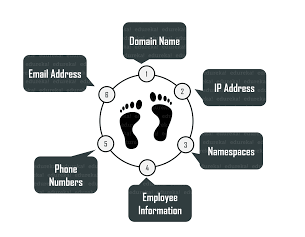 Domain Name
1
Email Address
6
2
IP Address
5
3
Namespaces
Phone
Numbers
4
Employee
Information